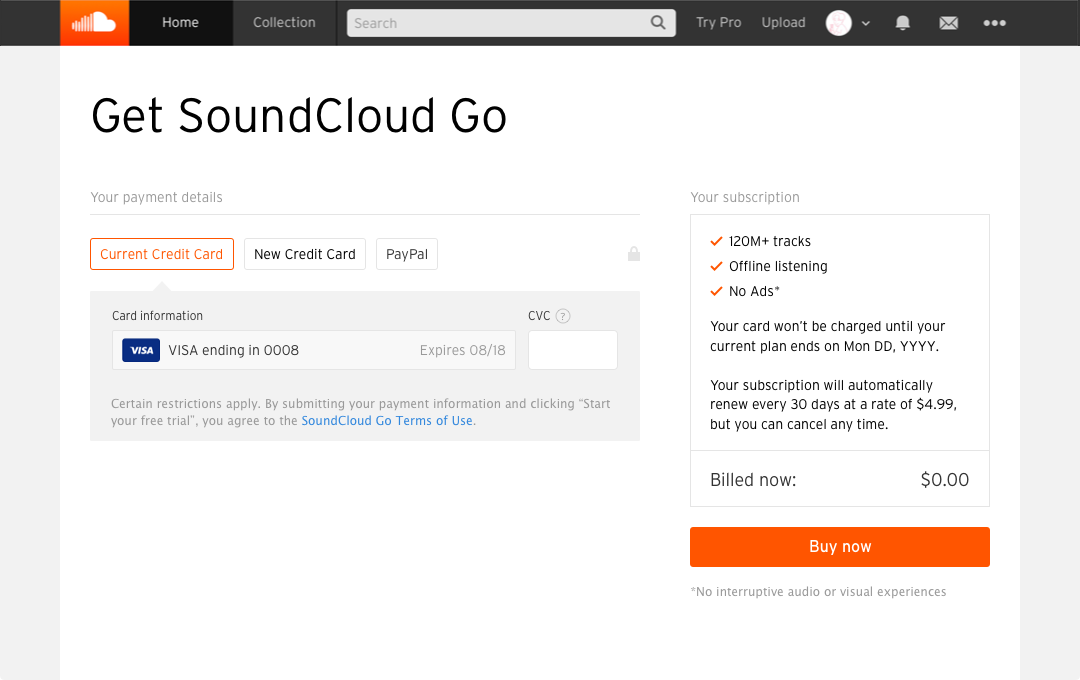 Home
Collection
Search
Try Pro
Upload
Get SoundCloud Go
Your payment details
Current Credit Card
New Credit Card
PayPal
Card information
CVC ?
VISA VISA ending in 0008
Expires 08/18
Certain restrictions apply. By submitting your payment information and clicking “Start
your free trial”, you agree to the SoundCloud Go Terms of Use.
Your subscription
120M+ tracks
Offline listening
No Ads*
Your card won’t be charged until your
current plan ends on Mon DD, YYYY.
Your subscription will automatically
renew every 30 days at a rate of $4.99,
but you can cancel any time.
Billed now: $0.00
Buy now
*No interruptive audio or visual experiences